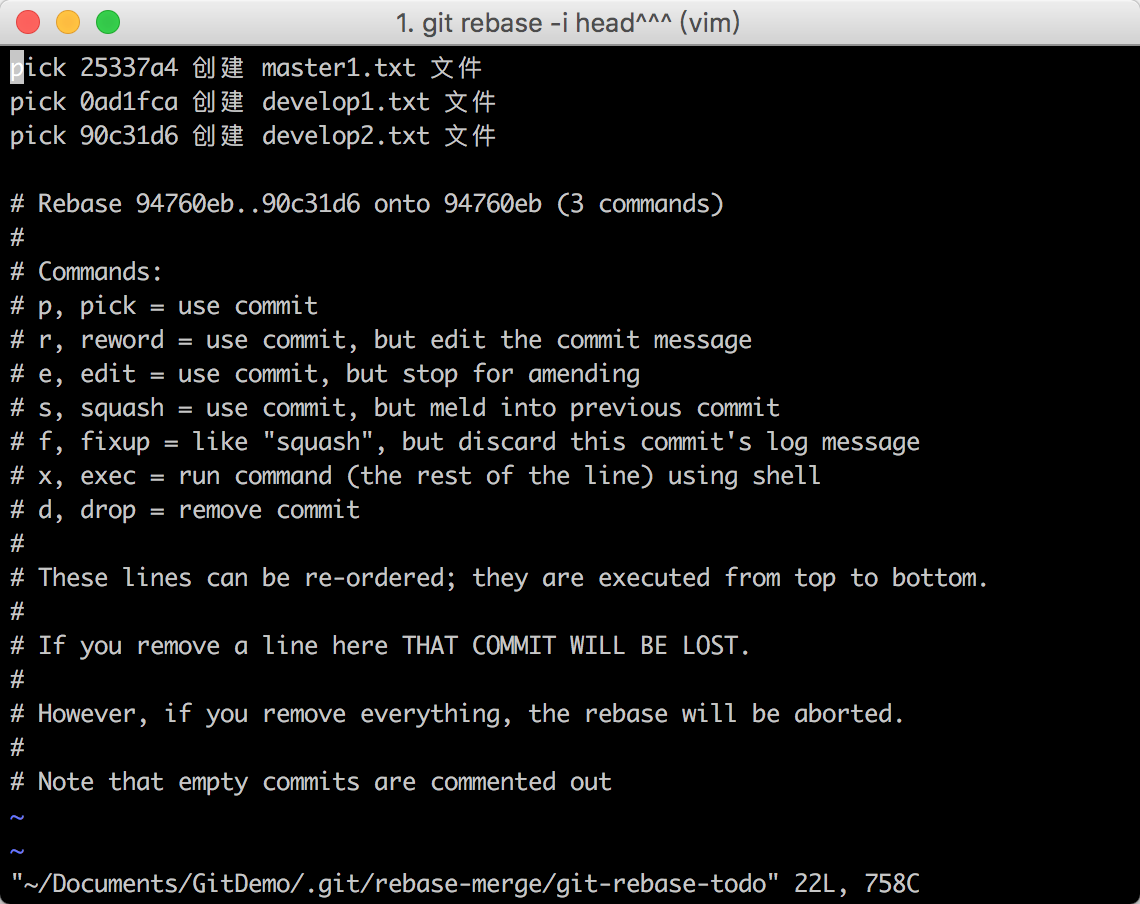 1. git rebase -i head^^^ (vim)
pick 25337a4 创建 master1.txt 文件
pick 0ad1fca 创建 develop1.txt 文件
pick 90c31d6 创建 develop2.txt 文件
# Rebase 94760eb..90c31d6 onto 94760eb (3 commands)
#
# Commands:
# p, pick = use commit
# r, reword = use commit, but edit the commit message
# e, edit = use commit, but stop for amending
# s, squash = use commit, but meld into previous commit
# f, fixup = like "squash", but discard this commit's log message
# x, exec = run command (the rest of the line) using shell
# d, drop = remove commit
#
# These lines can be re-ordered; they are executed from top to bottom.
#
# If you remove a line here THAT COMMIT WILL BE LOST.
#
# However, if you remove everything, the rebase will be aborted.
#
# Note that empty commits are commented out
~
~
"~/Documents/GitDemo/.git/rebase-merge/git-rebase-todo" 22L, 758C